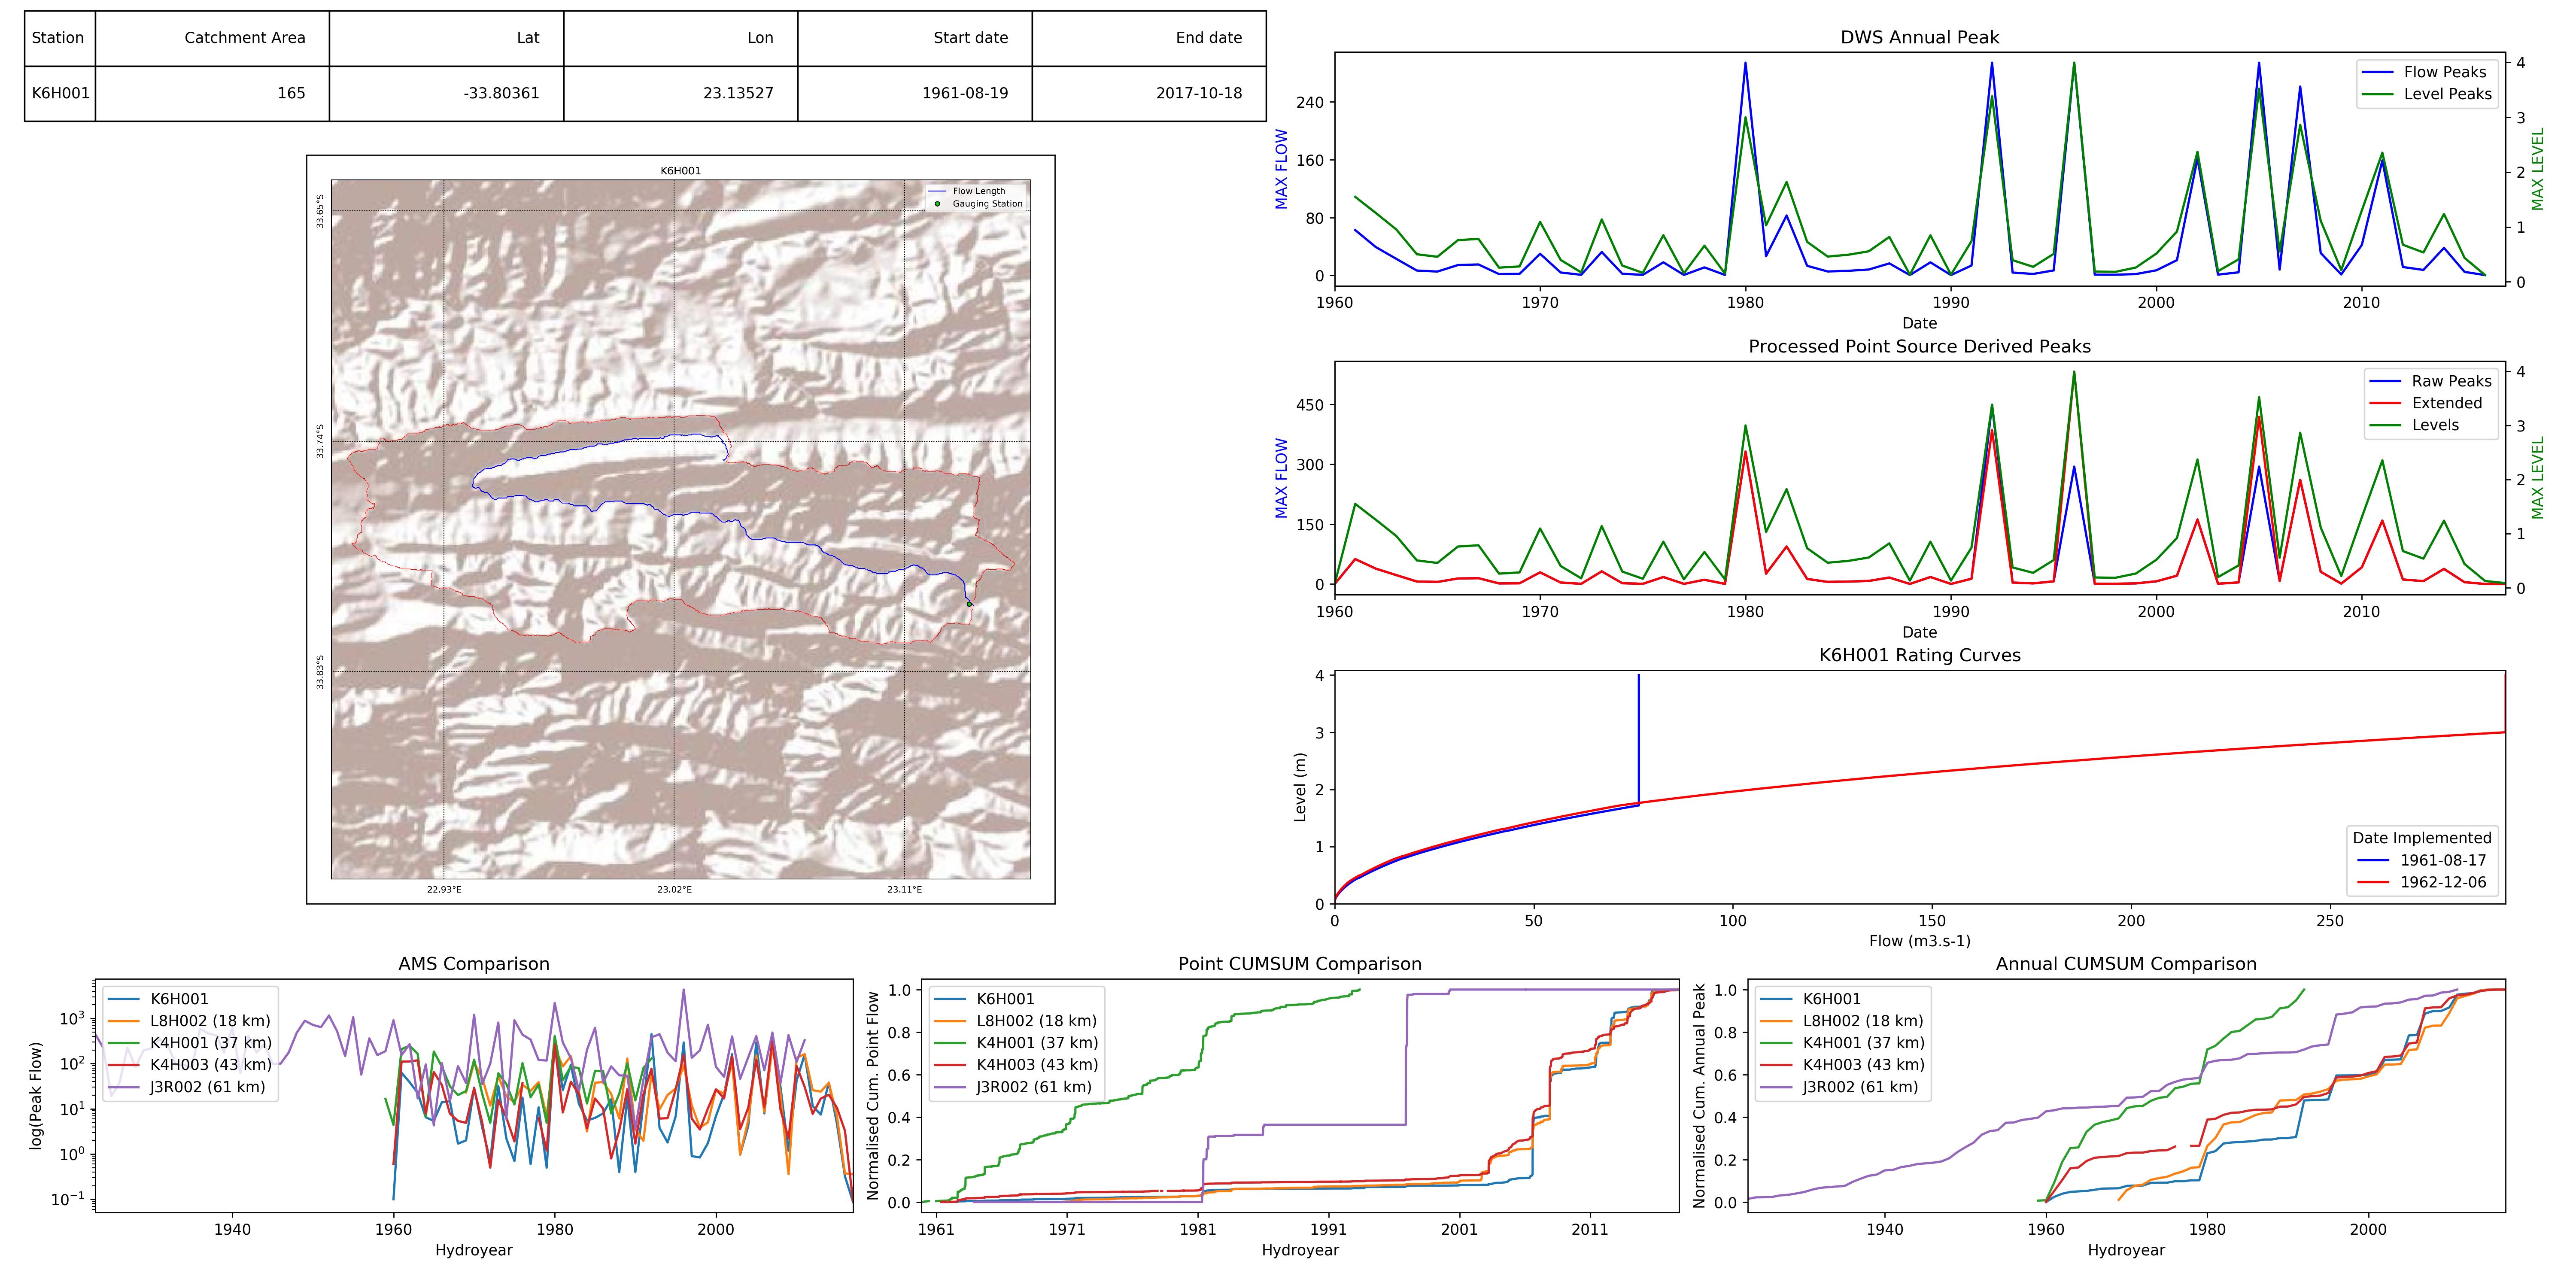 Station Catchment Area Lat Lon Start date End date
K6H001 165 -33.80361 23.13527 1961-08-19 2017-10-18
K6H001
Flow Length
Gauging Station
33.65°S
33.74°S
33.83°S
22.93°E 23.02°E 23.11°E
DWS Annual Peak
Flow Peaks
Level Peaks
MAX FLOW
MAX LEVEL
240
160
80
0
4
3
2
1
0
1960 1970 1980 1990 2000 2010
Date
Processed Point Source Derived Peaks
Raw Peaks
Extended
Levels
MAX FLOW
MAX LEVEL
450
300
150
0
4
3
2
1
0
1960 1970 1980 1990 2000 2010
Date
K6H001 Rating Curves
Level (m)
4
3
2
1
0
Date Implemented
1961-08-17
1962-12-06
0 50 100 150 200 250
Flow (m3.s-1)
AMS Comparison
K6H001
L8H002 (18 km)
K4H001 (37 km)
K4H003 (43 km)
J3R002 (61 km)
log(Peak Flow)
10³
10²
10¹
10⁰
10⁻¹
1940 1960 1980 2000
Hydroyear
Point CUMSUM Comparison
K6H001
L8H002 (18 km)
K4H001 (37 km)
K4H003 (43 km)
J3R002 (61 km)
Normalised Cum. Point Flow
1.0
0.8
0.6
0.4
0.2
0.0
1961 1971 1981 1991 2001 2011
Hydroyear
Annual CUMSUM Comparison
K6H001
L8H002 (18 km)
K4H001 (37 km)
K4H003 (43 km)
J3R002 (61 km)
Normalised Cum. Annual Peak
1.0
0.8
0.6
0.4
0.2
0.0
1940 1960 1980 2000
Hydroyear